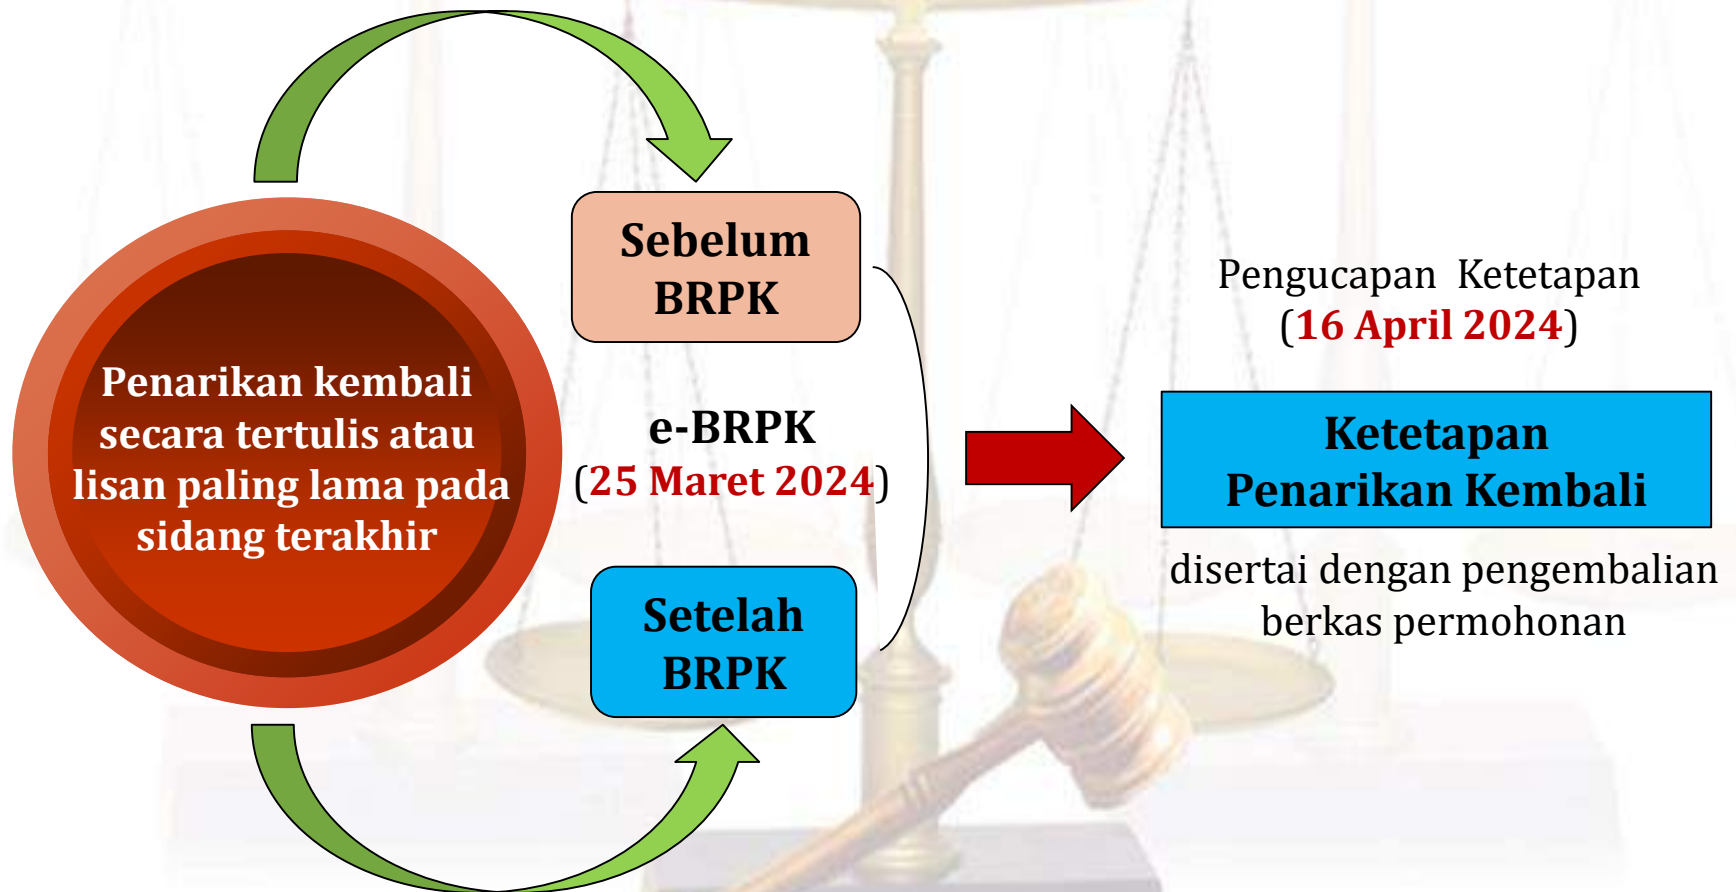 Penarikan kembali
secara tertulis atau
lisan paling lama pada
sidang terakhir
Sebelum
BRPK
e-BRPK
(25 Maret 2024)
Setelah
BRPK
Pengucapan Ketetapan
(16 April 2024)
Ketetapan
Penarikan Kembali
disertai dengan pengembalian
berkas permohonan